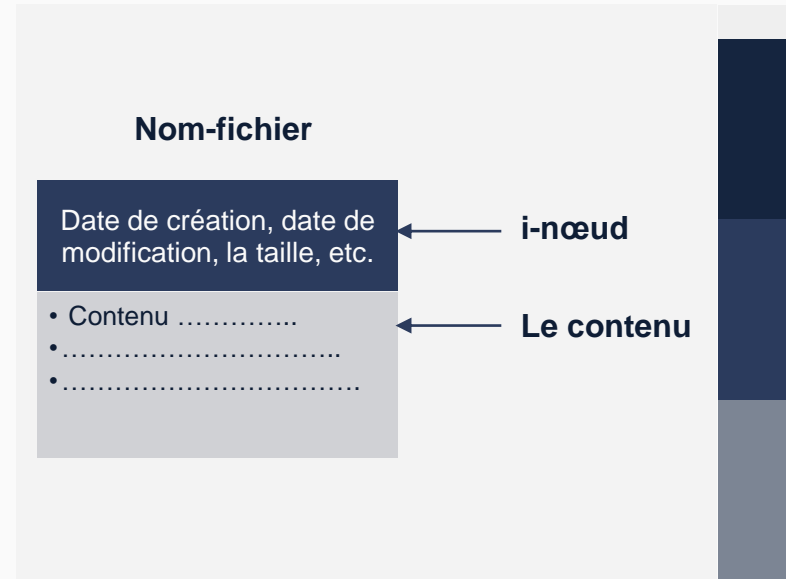 Nom-fichier
Date de création, date de
modification, la taille, etc.
i-nœud
• Contenu …………..
Le contenu
•…………………………..
•…………………………….